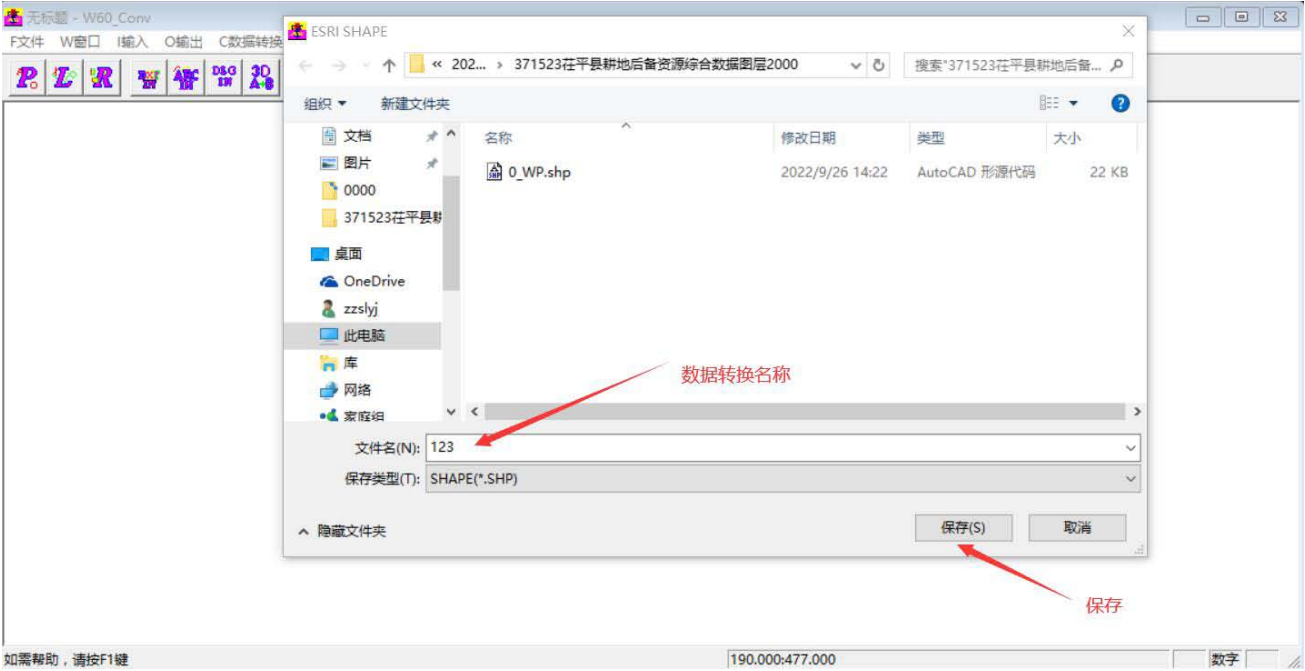 无标题 - W60_Conv
F文件 W窗口 I输入 O输出 C数据转换
ESRI SHAPE
« 202... › 371523茌平县耕地后备资源综合数据图层2000
搜索"371523茌平县耕地后备...
组织 新建文件夹
名称 修改日期 类型 大小
0_WP.shp 2022/9/26 14:22 AutoCAD 形源代码 22 KB
文档
图片
0000
371523茌平县耕
桌面
OneDrive
zzslyj
此电脑
库
网络
家庭组
数据转换名称
文件名(N): 123
保存类型(T): SHAPE(*.SHP)
隐藏文件夹
保存(S) 取消
保存
如需帮助，请按F1键 190.000:477.000 数字